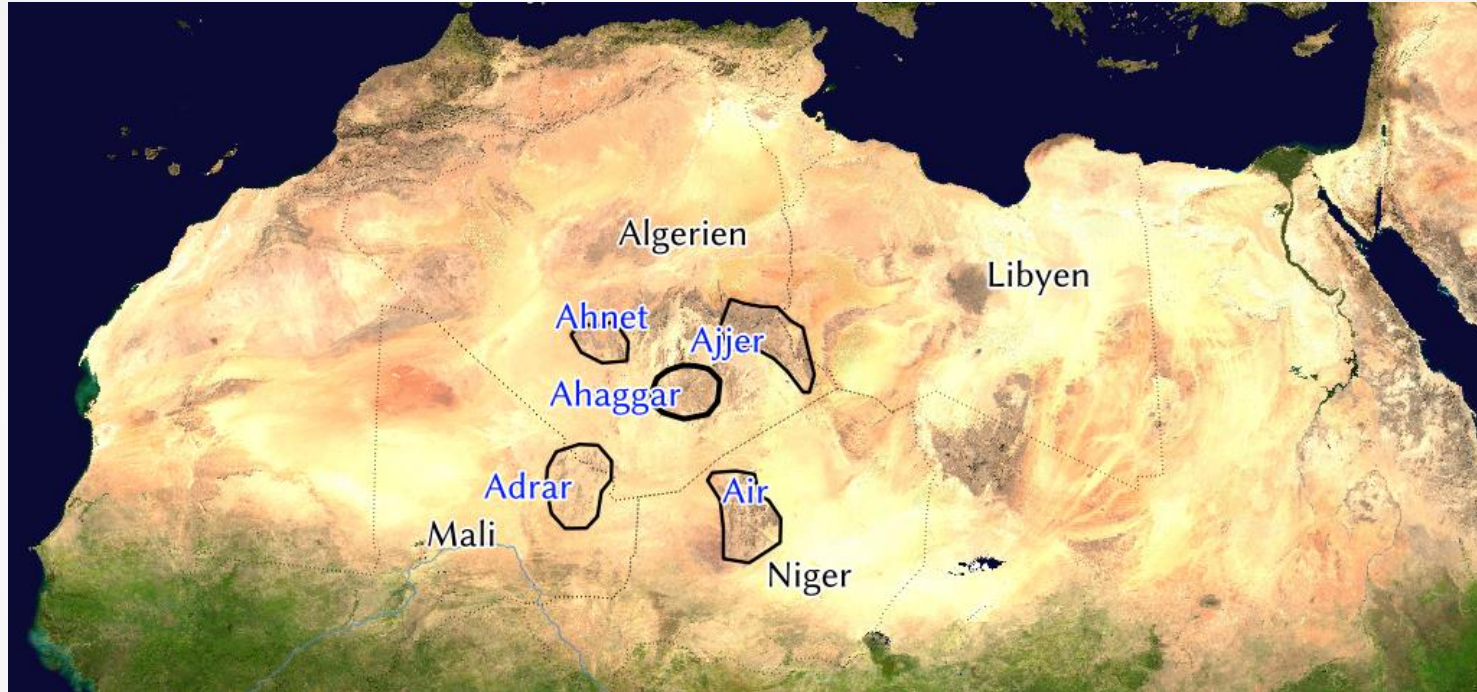 Algerien
Libyen
Ahnet
Ajjer
Ahaggar
Adrar
Air
Mali
Niger